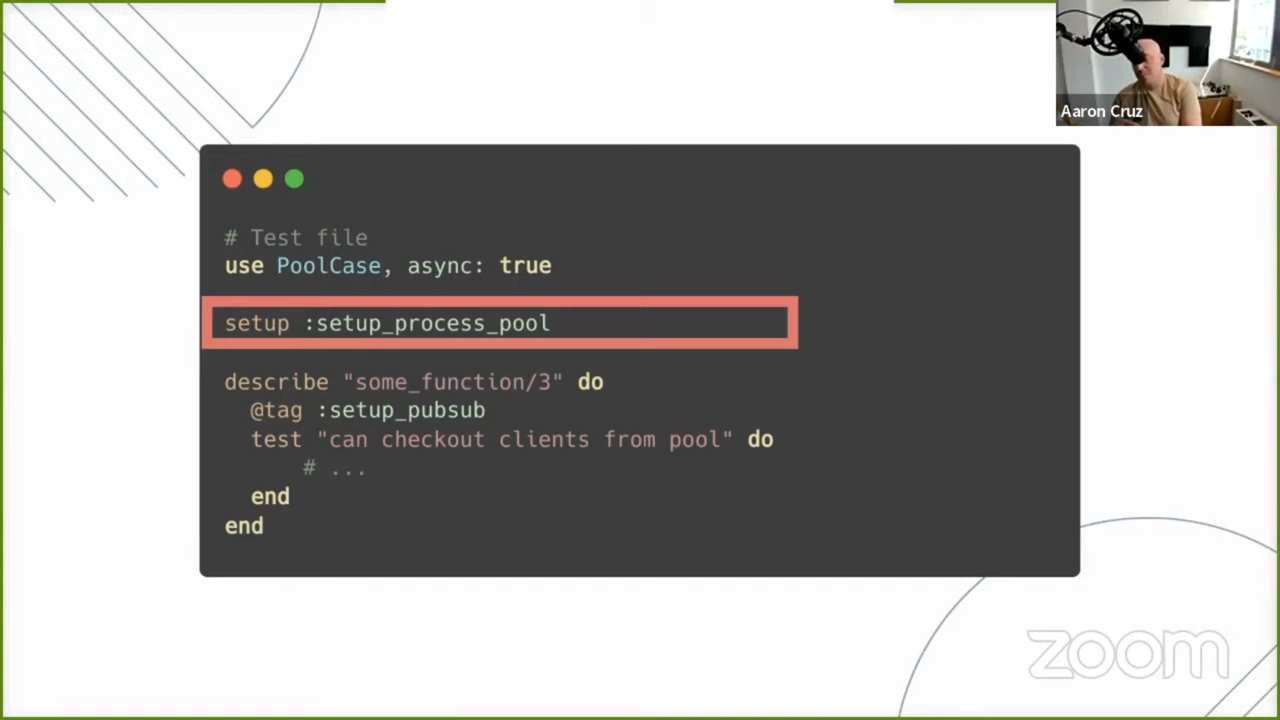 Aaron Cruz
# Test file
use PoolCase, async: true
setup :setup_process_pool
describe "some_function/3" do
@tag :setup_pubsub
test "can checkout clients from pool" do
# ...
end
end
zoom